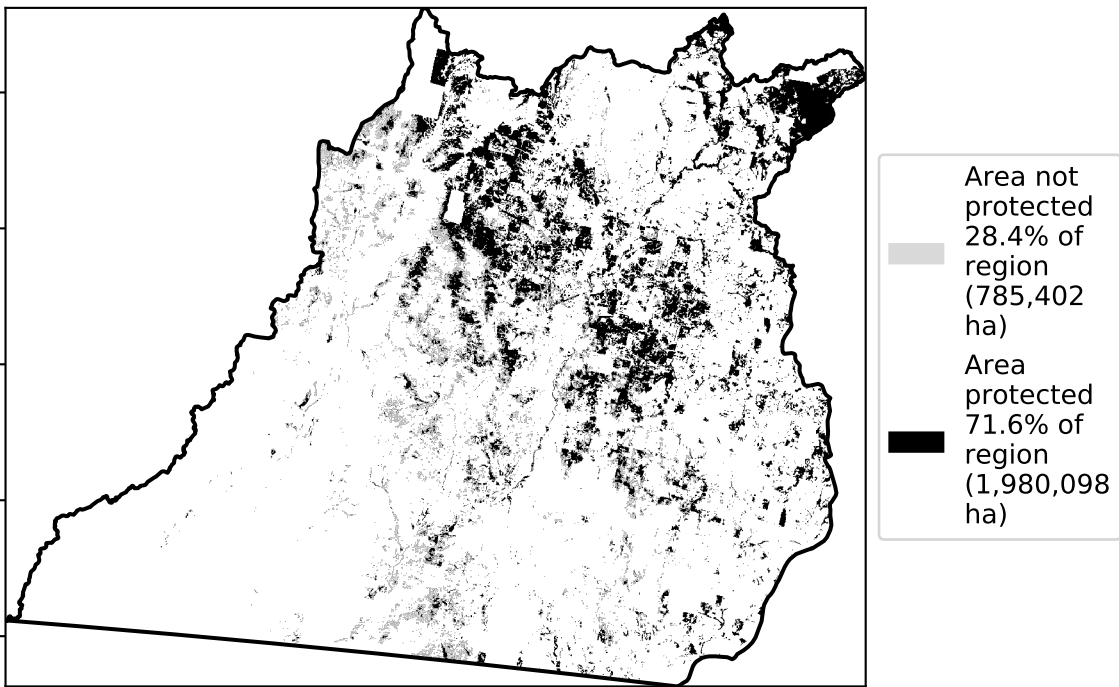 Area not
protected
28.4% of
region
(785,402
ha)
Area
protected
71.6% of
region
(1,980,098
ha)